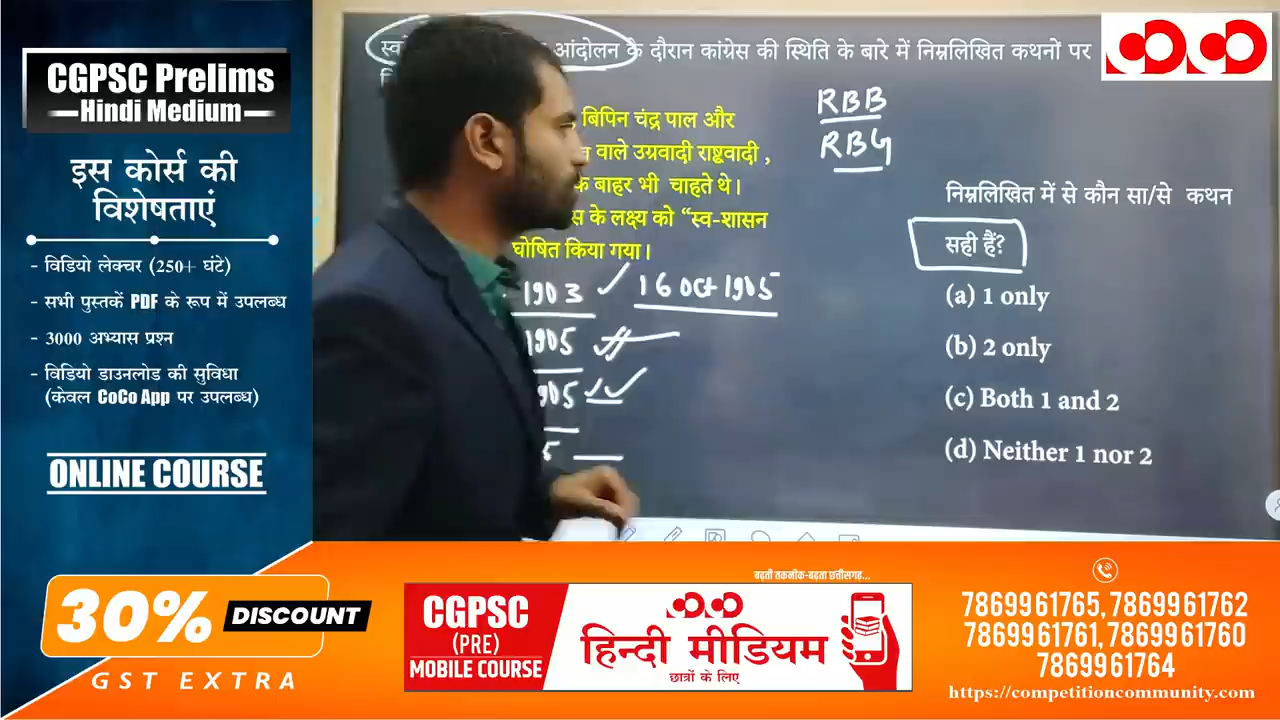 CGPSC Prelims
Hindi Medium
इस कोर्स की
विशेषताएं
- विडियो लेक्चर (250+ घंटे)
- सभी पुस्तकें PDF के रूप में उपलब्ध
- 3000 अभ्यास प्रश्न
- विडियो डाउनलोड की सुविधा
(केवल CoCo App पर उपलब्ध)
ONLINE COURSE
आंदोलन के दौरान कांग्रेस की स्थिति के बारे में निम्नलिखित कथनों पर
बिपिन चंद्र पाल और
वाले उग्रवादी राष्ट्रवादी ,
बाहर भी चाहते थे।
के लक्ष्य को “स्व-शासन
घोषित किया गया।
1903 16 Oct 1905
1905
905
5
RBB
RBG
निम्नलिखित में से कौन सा/से कथन
सही हैं?
(a) 1 only
(b) 2 only
(c) Both 1 and 2
(d) Neither 1 nor 2
30% DISCOUNT
GST EXTRA
बढ़ती तकनीक-बढ़ता छत्तीसगढ़...
CGPSC
(PRE)
MOBILE COURSE
हिन्दी मीडियम
छात्रों के लिए
7869961765, 7869961762
7869961761, 7869961760
7869961764
https://competitioncommunity.com